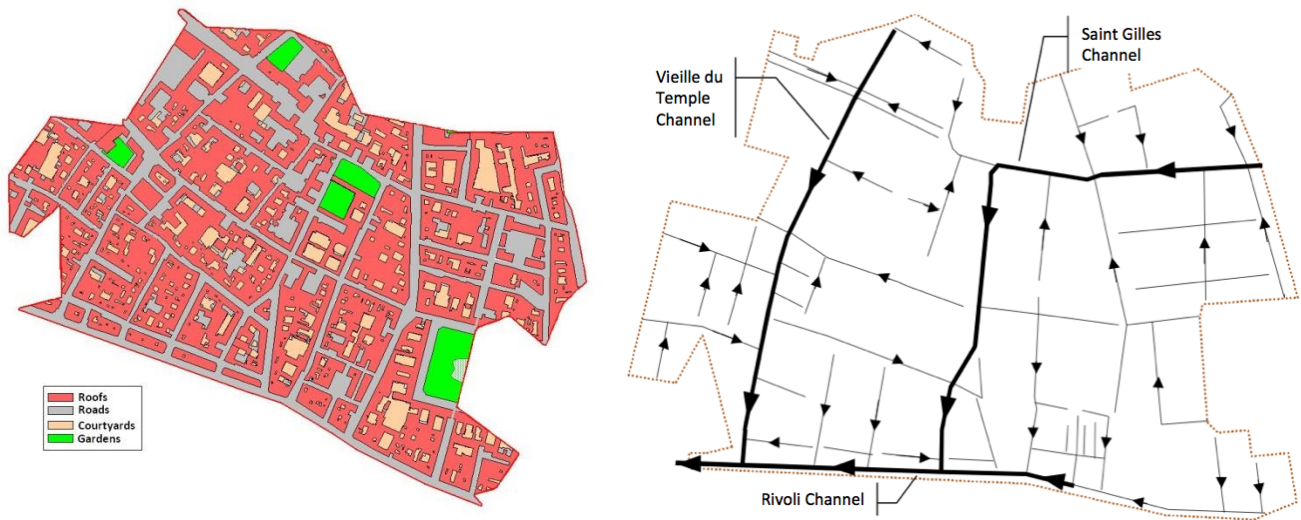 Roofs
Roads
Courtyards
Gardens
Vieille du
Temple
Channel
Saint Gilles
Channel
Rivoli Channel